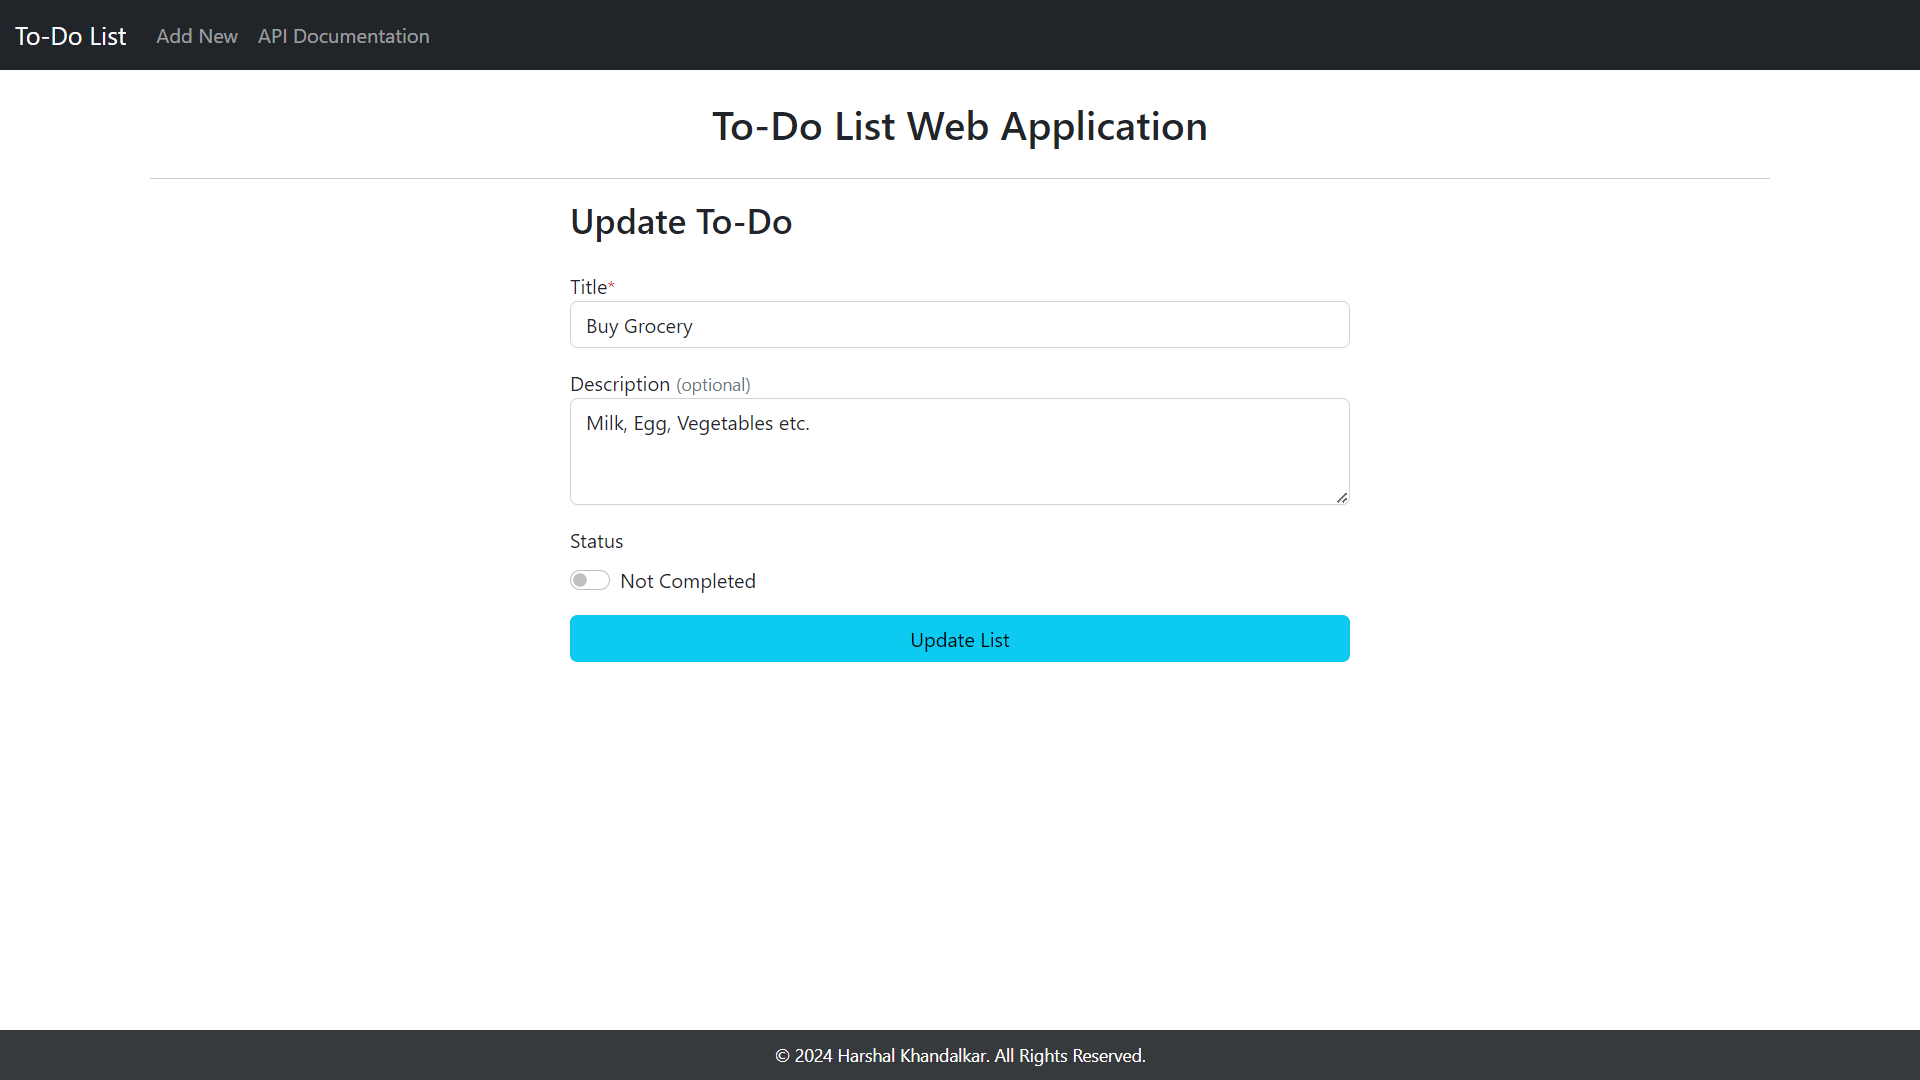 To-Do List Add New API Documentation
To-Do List Web Application
Update To-Do
Title*
Buy Grocery
Description (optional)
Milk, Egg, Vegetables etc.
Status
Not Completed
Update List
© 2024 Harshal Khandalkar. All Rights Reserved.